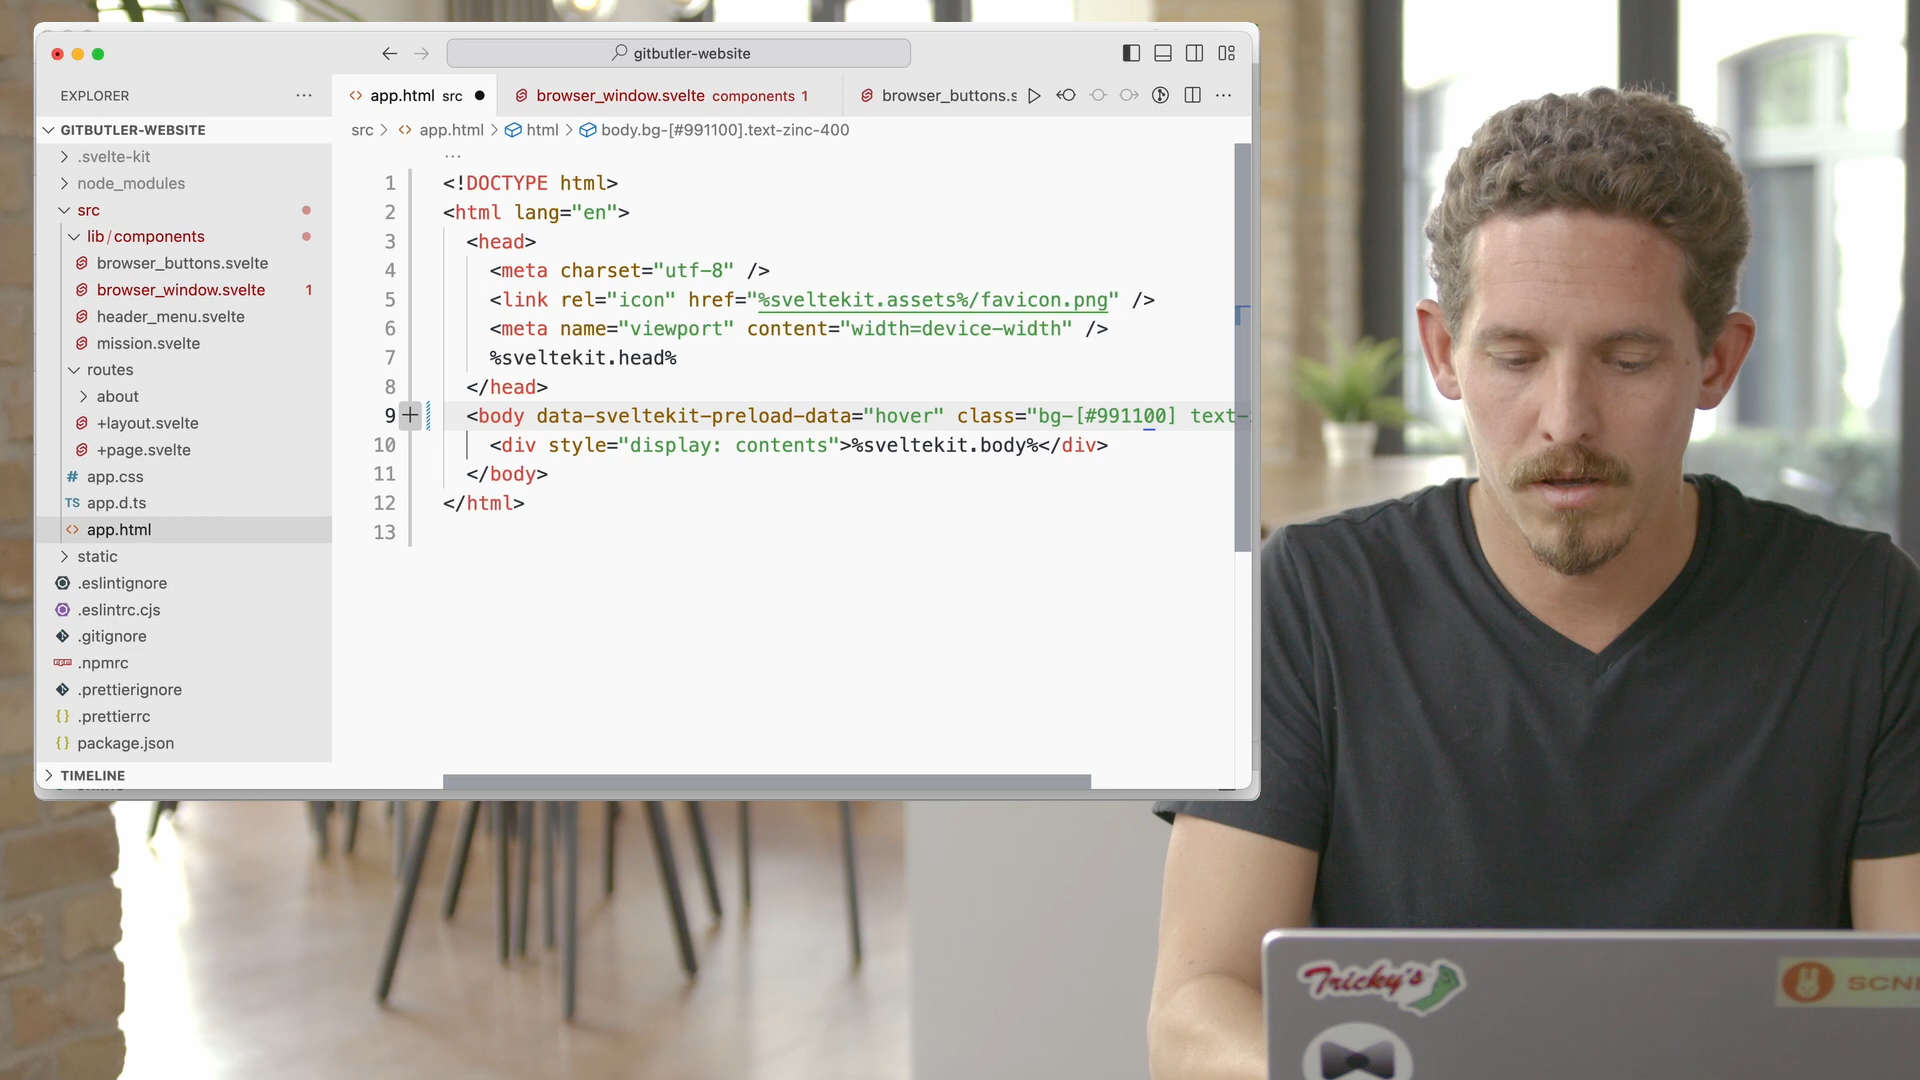 gitbutler-website
EXPLORER
app.html src
browser_window.svelte components 1
browser_buttons.s
GITBUTLER-WEBSITE
src > app.html > html > body.bg-[#991100].text-zinc-400
.svelte-kit
node_modules
src
lib/components
browser_buttons.svelte
browser_window.svelte 1
header_menu.svelte
mission.svelte
routes
about
+layout.svelte
+page.svelte
# app.css
TS app.d.ts
<> app.html
static
.eslintignore
.eslintrc.cjs
.gitignore
npm .npmrc
.prettierignore
{} .prettierrc
{} package.json
TIMELINE
...
1 <!DOCTYPE html>
2 <html lang="en">
3 <head>
4 <meta charset="utf-8" />
5 <link rel="icon" href="%sveltekit.assets%/favicon.png" />
6 <meta name="viewport" content="width=device-width" />
7 %sveltekit.head%
8 </head>
9 <body data-sveltekit-preload-data="hover" class="bg-[#991100] text-
10 <div style="display: contents">%sveltekit.body%</div>
11 </body>
12 </html>
13
Tricky's